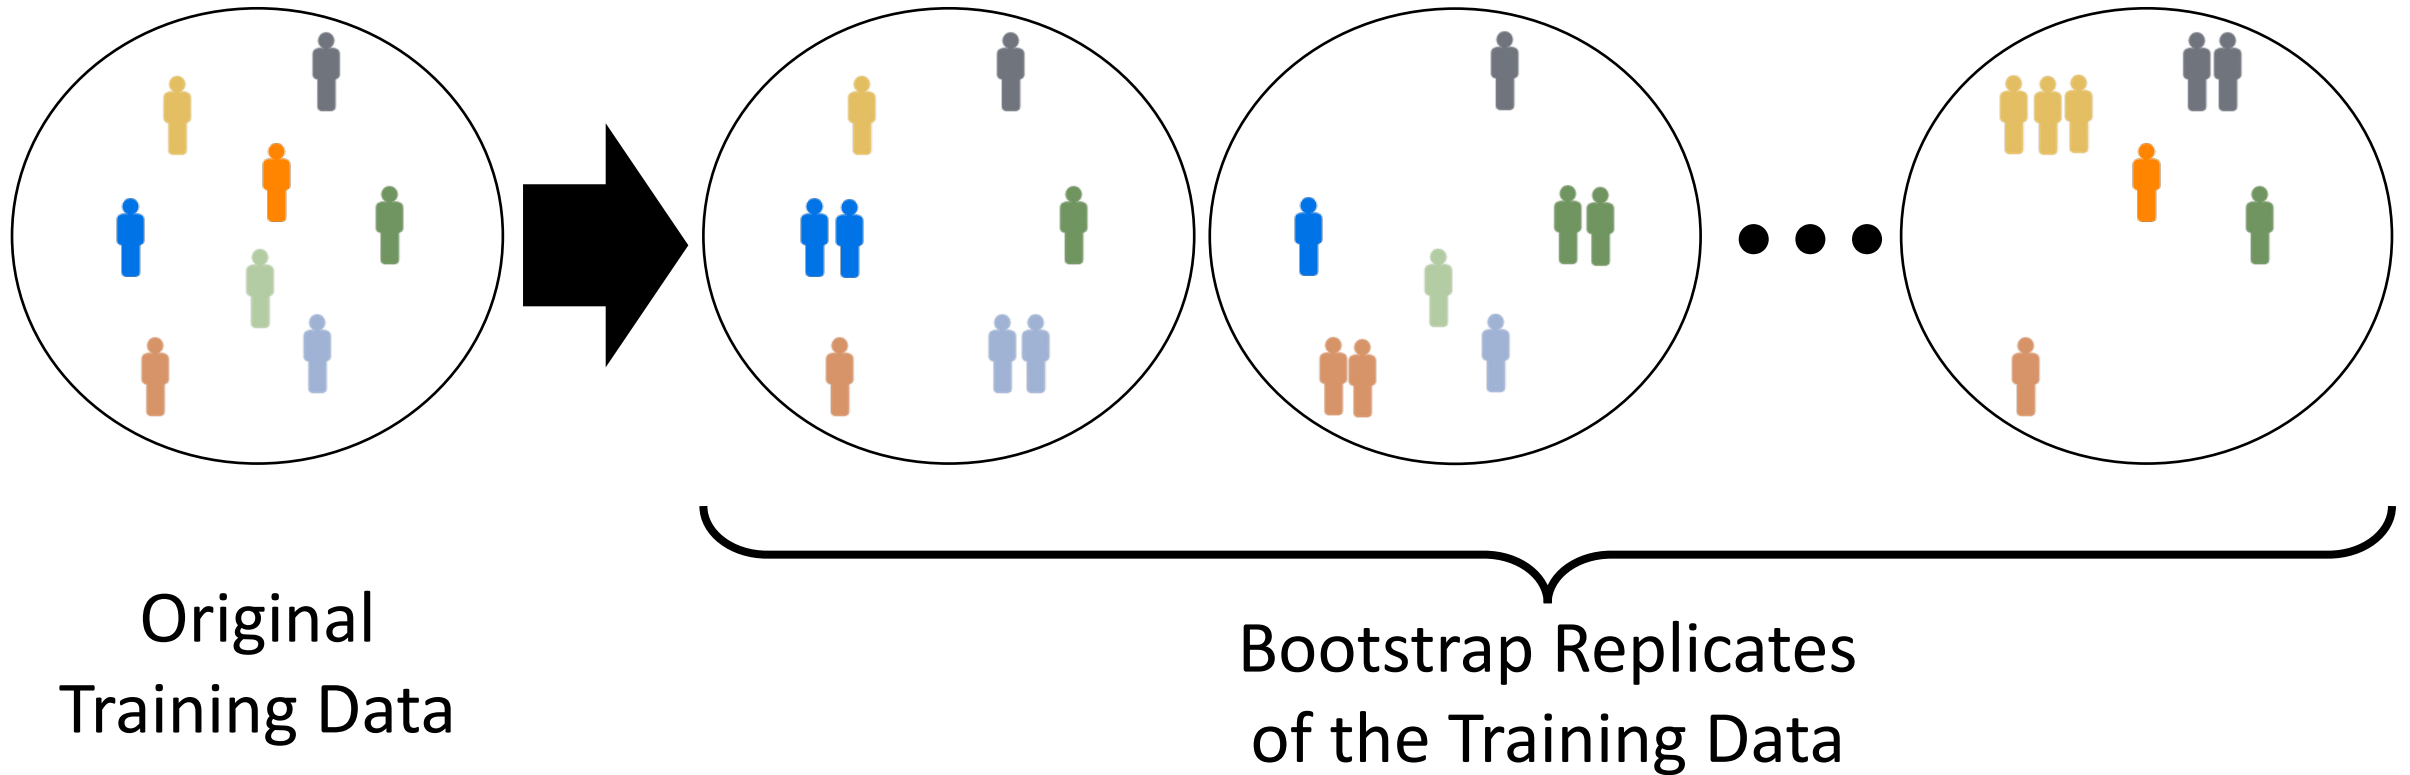 Original
Training Data
Bootstrap Replicates
of the Training Data